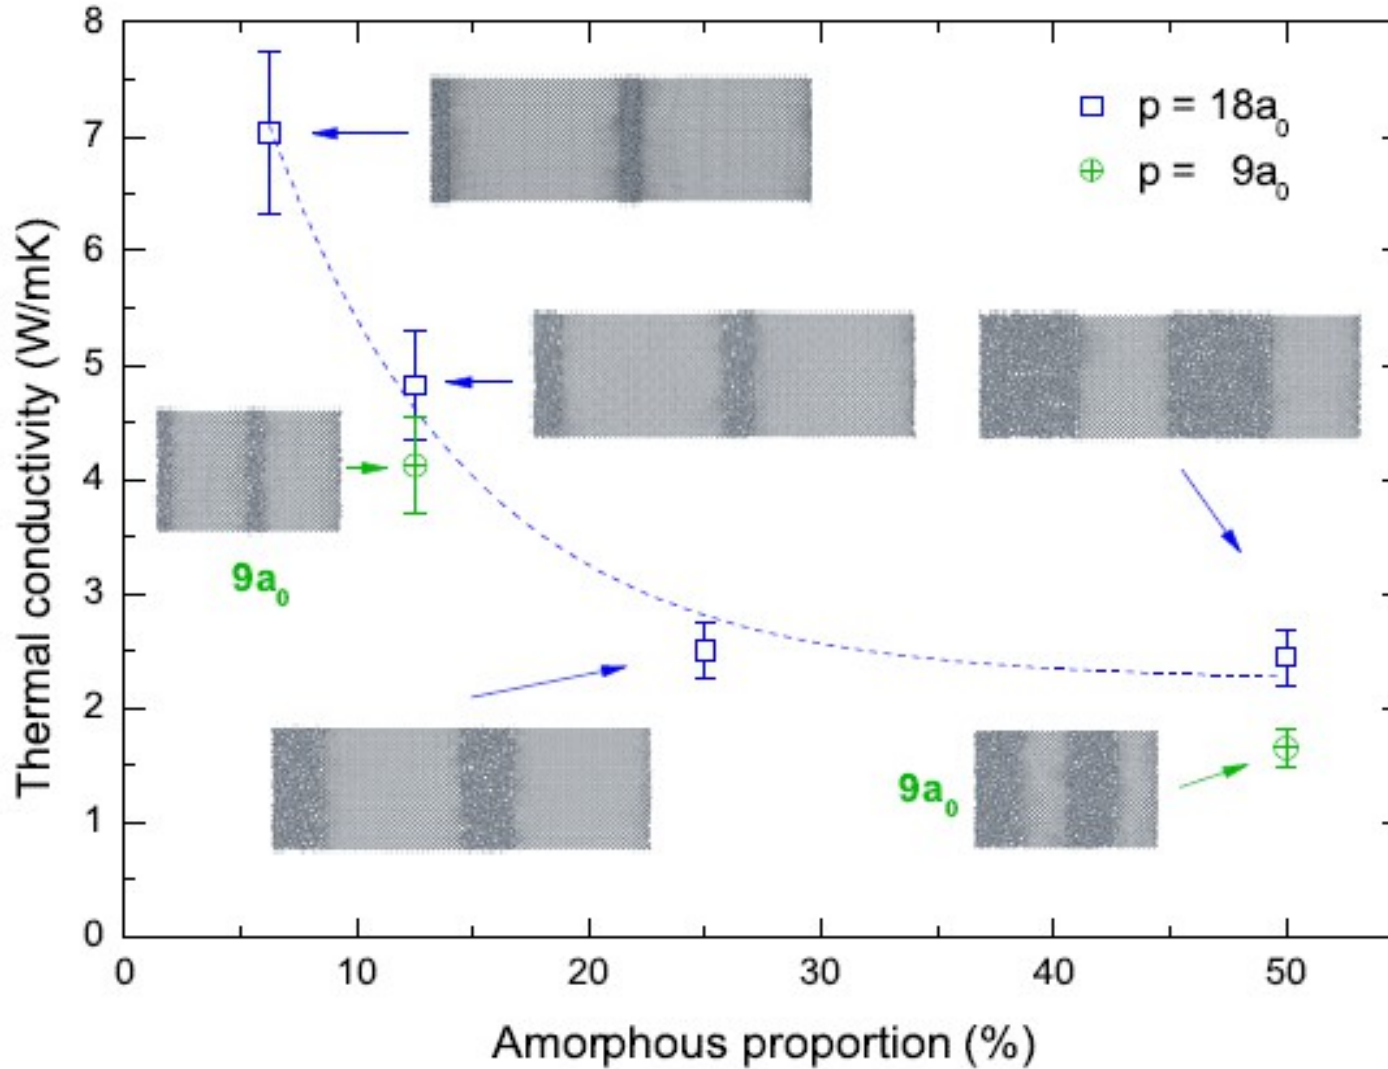 8
7
6
5
4
3
2
1
0
Thermal conductivity (W/mK)
p = 18a₀
p = 9a₀
9a₀
9a₀
0 10 20 30 40 50
Amorphous proportion (%)